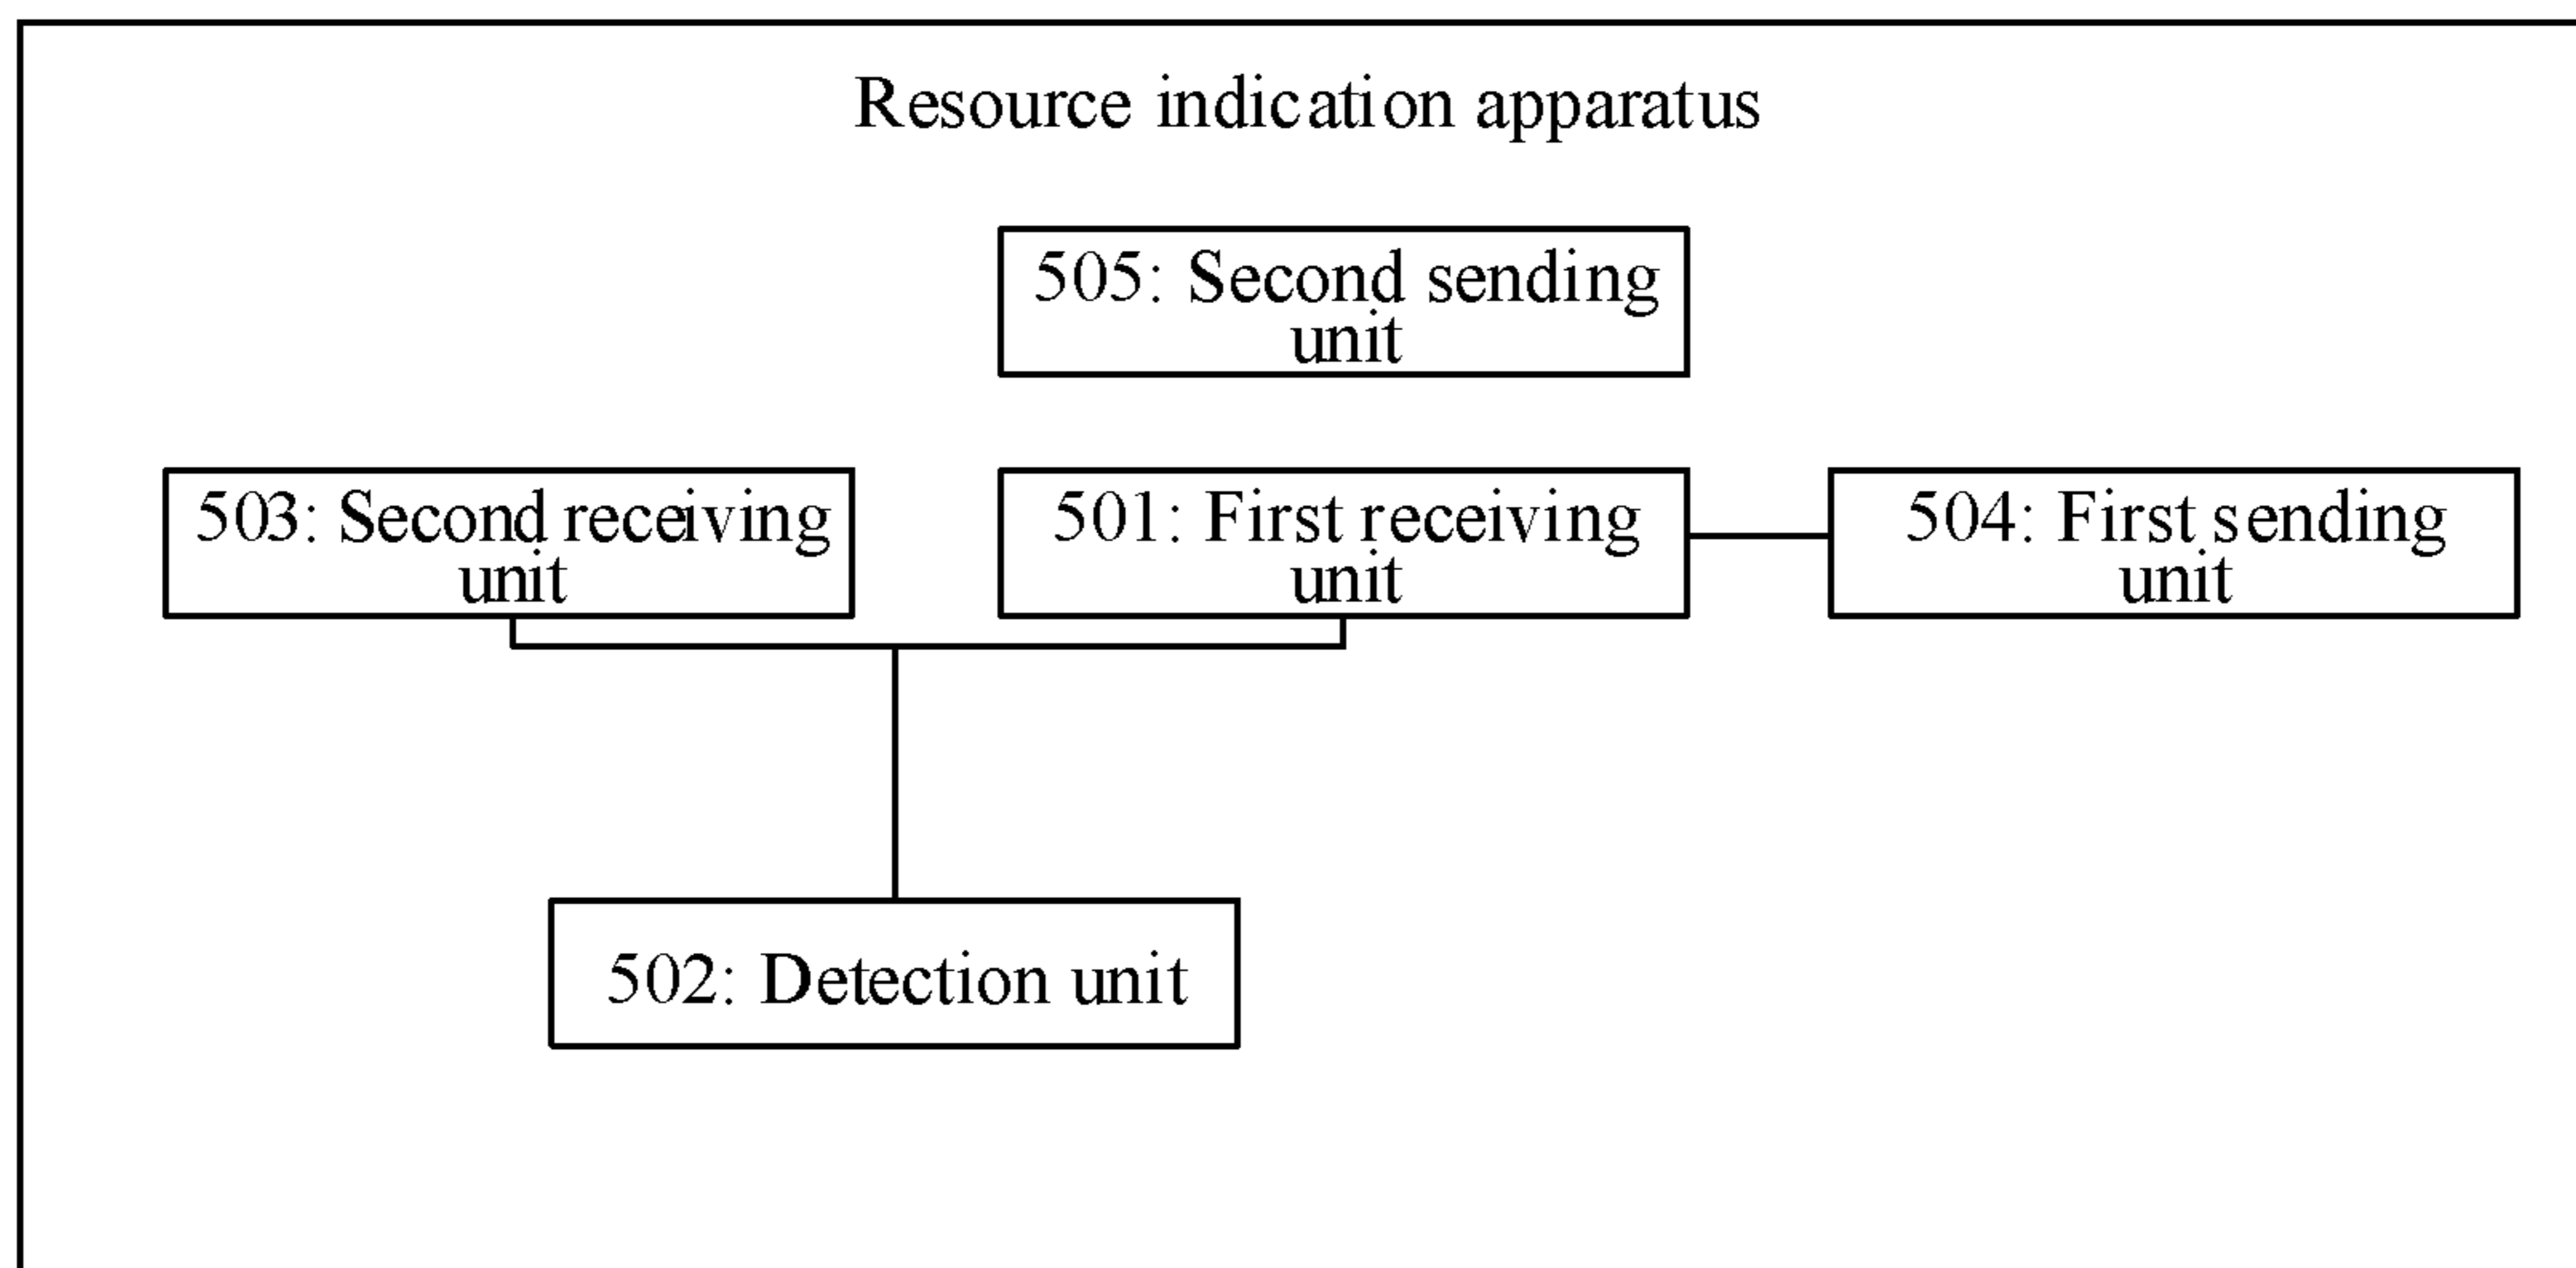 Resource indication apparatus
505: Second sending
unit
503: Second receiving
unit
501: First receiving
unit
504: First sending
unit
502: Detection unit